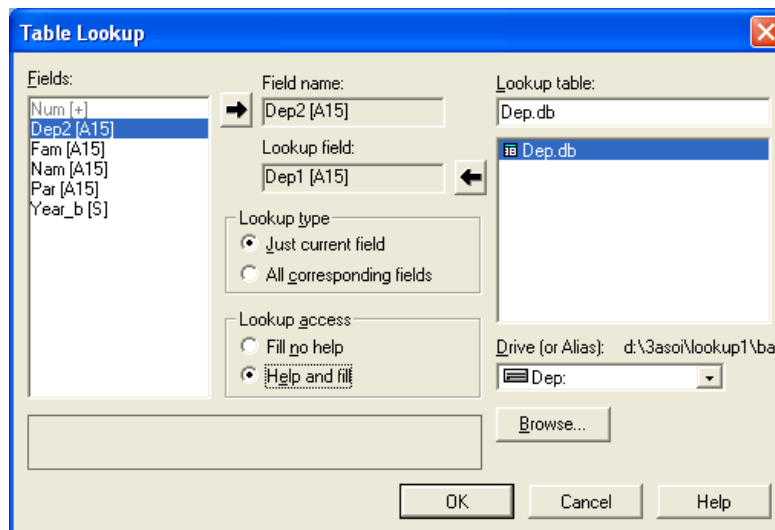 Table Lookup
Fields:
Num [+]
Dep2 [A15]
Fam [A15]
Nam [A15]
Par [A15]
Year_b [S]
Field name:
Dep2 [A15]
Lookup field:
Dep1 [A15]
Lookup type
Just current field
All corresponding fields
Lookup access
Fill no help
Help and fill
Lookup table:
Dep.db
Dep.db
Drive (or Alias): d:\3asoi\lookup1\ba
Dep:
Browse...
OK Cancel Help